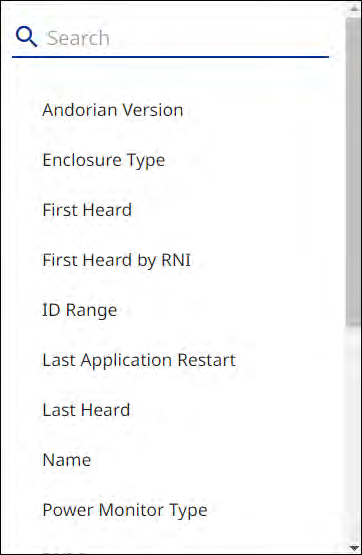 Search
Andorian Version
Enclosure Type
First Heard
First Heard by RNI
ID Range
Last Application Restart
Last Heard
Name
Power Monitor Type